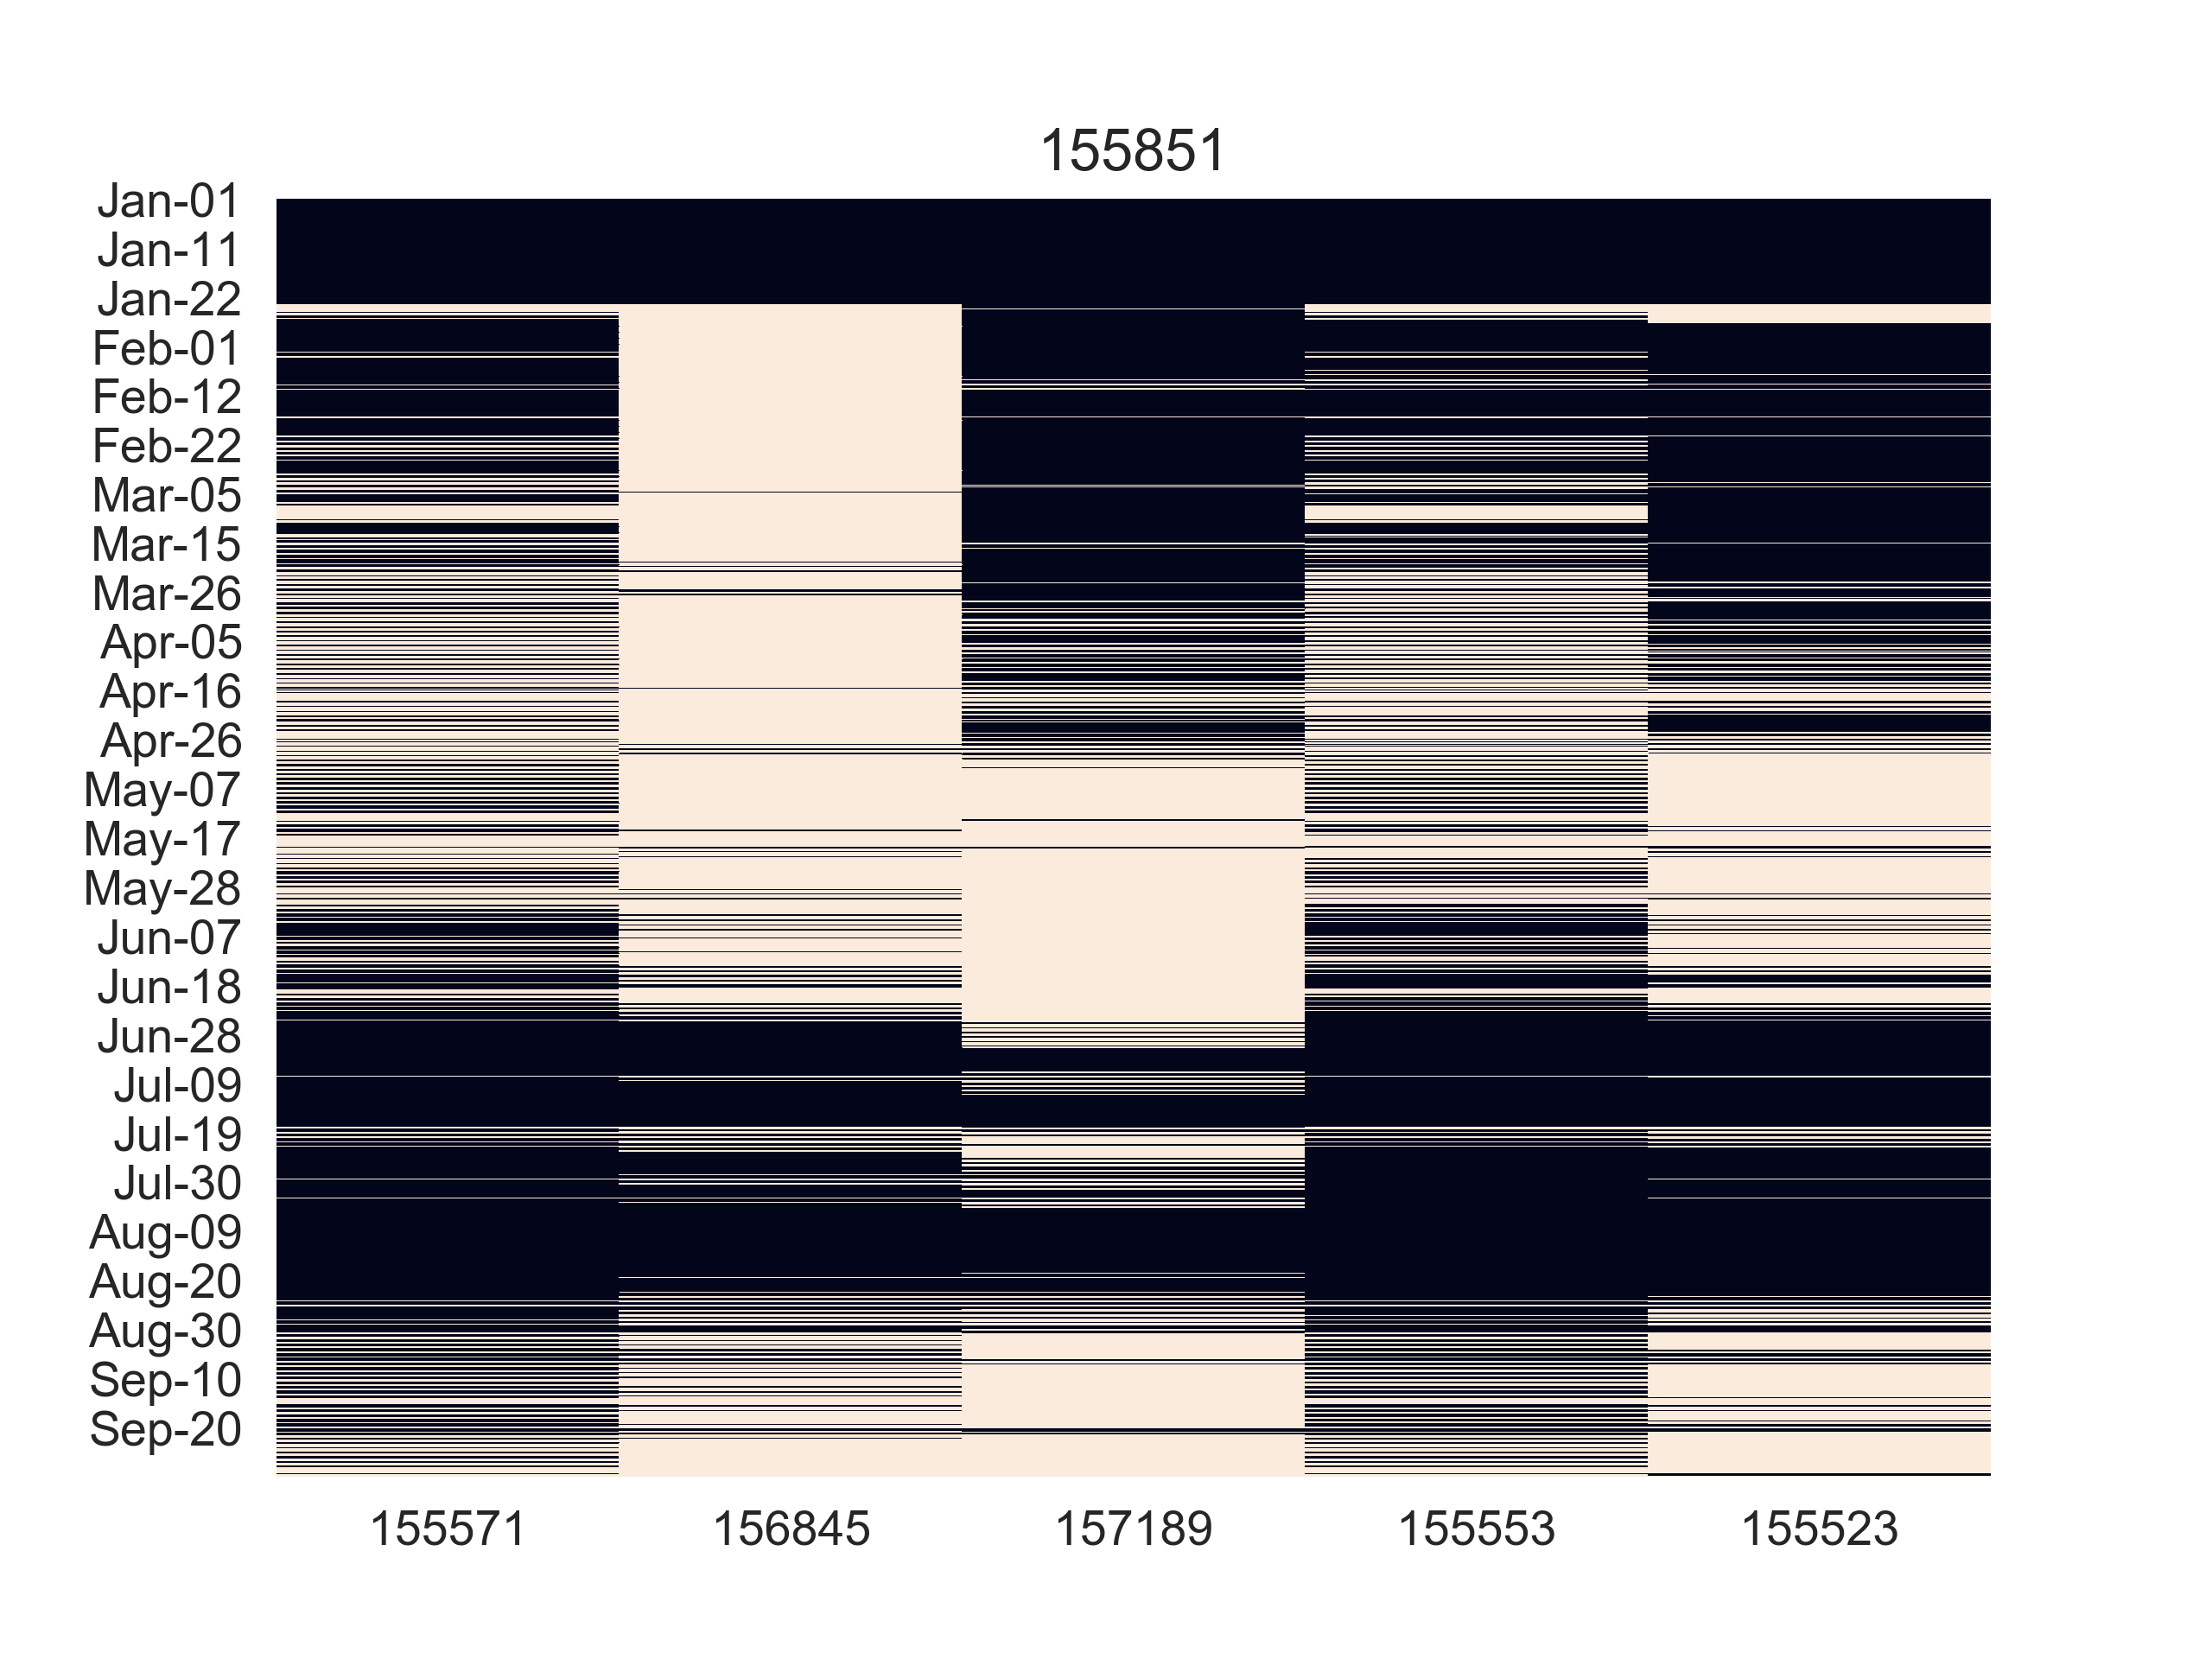 155851
Jan-01
Jan-11
Jan-22
Feb-01
Feb-12
Feb-22
Mar-05
Mar-15
Mar-26
Apr-05
Apr-16
Apr-26
May-07
May-17
May-28
Jun-07
Jun-18
Jun-28
Jul-09
Jul-19
Jul-30
Aug-09
Aug-20
Aug-30
Sep-10
Sep-20
155571 156845 157189 155553 155523